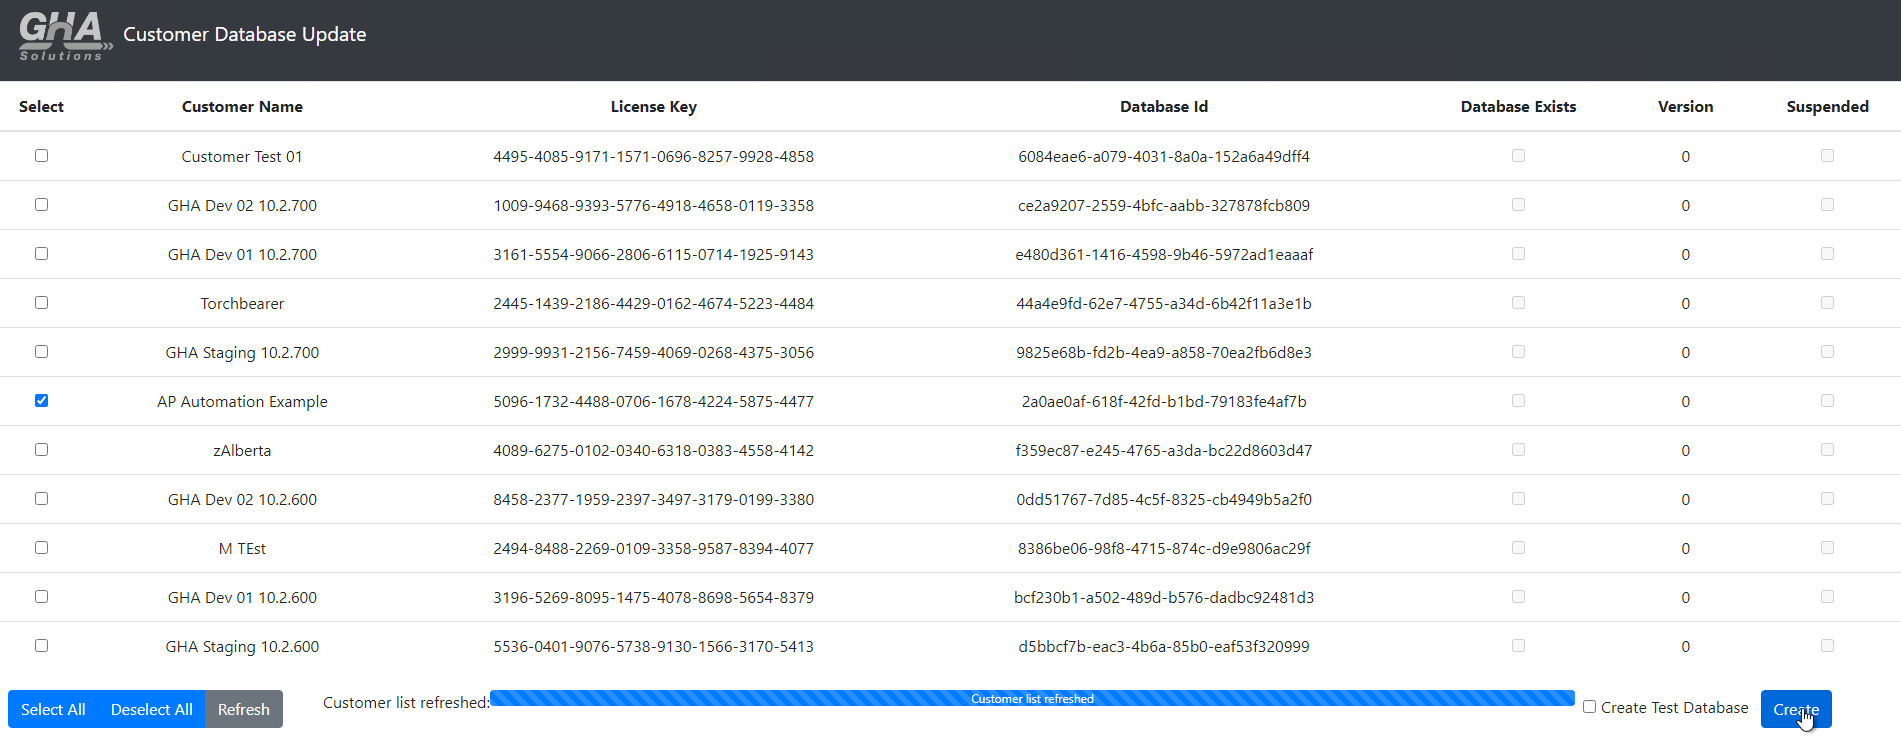 GHA Solutions Customer Database Update
Select Customer Name License Key Database Id Database Exists Version Suspended
Customer Test 01 4495-4085-9171-1571-0696-8257-9928-4858 6084eae6-a079-4031-8a0a-152a6a49dff4 0
GHA Dev 02 10.2.700 1009-9468-9393-5776-4918-4658-0119-3358 ce2a9207-2559-4bfc-aabb-327878fcb809 0
GHA Dev 01 10.2.700 3161-5554-9066-2806-6115-0714-1925-9143 e480d361-1416-4598-9b46-5972ad1eaaaf 0
Torchbearer 2445-1439-2186-4429-0162-4674-5223-4484 44a4e9fd-62e7-4755-a34d-6b42f11a3e1b 0
GHA Staging 10.2.700 2999-9931-2156-7459-4069-0268-4375-3056 9825e68b-fd2b-4ea9-a858-70ea2fb6d8e3 0
AP Automation Example 5096-1732-4488-0706-1678-4224-5875-4477 2a0ae0af-618f-42fd-b1bd-79183fe4af7b 0
zAlberta 4089-6275-0102-0340-6318-0383-4558-4142 f359ec87-e245-4765-a3da-bc22d8603d47 0
GHA Dev 02 10.2.600 8458-2377-1959-2397-3497-3179-0199-3380 0dd51767-7d85-4c5f-8325-cb4949b5a2f0 0
M TEst 2494-8488-2269-0109-3358-9587-8394-4077 8386be06-98f8-4715-874c-d9e9806ac29f 0
GHA Dev 01 10.2.600 3196-5269-8095-1475-4078-8698-5654-8379 bcf230b1-a502-489d-b576-dadbc92481d3 0
GHA Staging 10.2.600 5536-0401-9076-5738-9130-1566-3170-5413 d5bbcf7b-eac3-4b6a-85b0-eaf53f320999 0
Select All Deselect All Refresh Customer list refreshed: Customer list refreshed Create Test Database Create